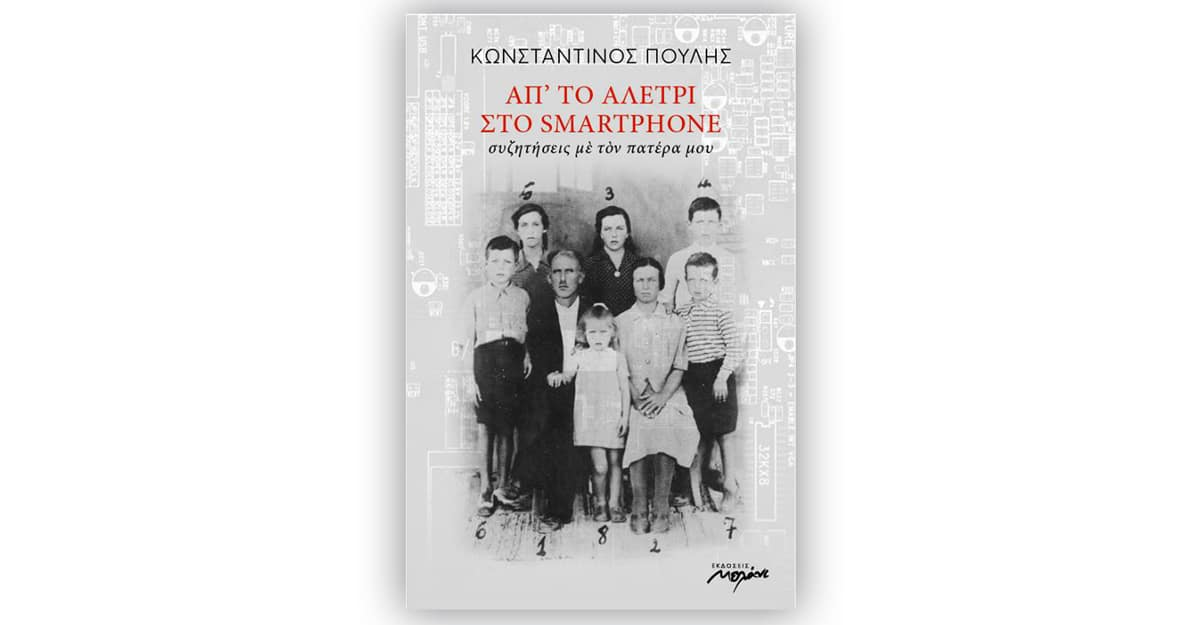 ΚΩΝΣΤΑΝΤΙΝΟΣ ΠΟΥΛΗΣ
ΑΠ’ ΤΟ ΑΛΕΤΡΙ
ΣΤΟ SMARTPHONE
συζητήσεις μὲ τὸν πατέρα μου
5 3 4
6 1 8 2 7
32KX8
ΕΚΔΟΣΕΙΣ
Μελάνι